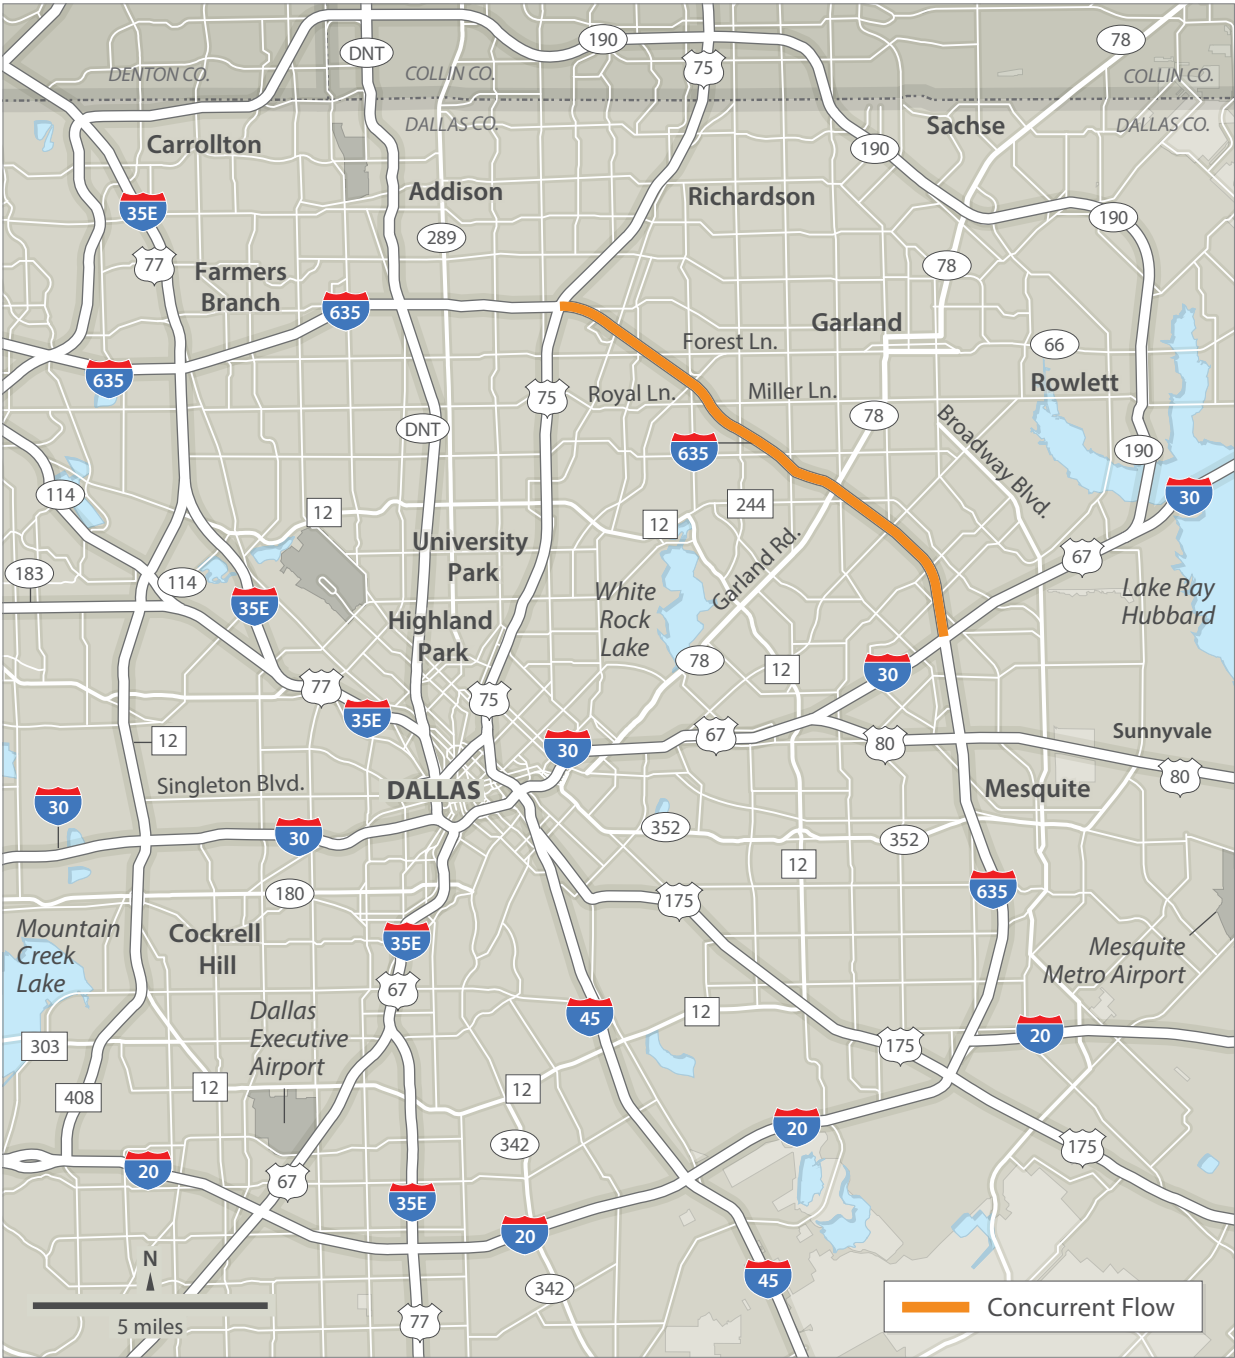 190
78
DNT
75
DENTON CO.
COLLIN CO.
COLLIN CO.
DALLAS CO.
DALLAS CO.
Sachse
Carrollton
190
Addison
Richardson
35E
190
289
77
78
Farmers
Branch
635
Garland
Forest Ln.
66
635
Rowlett
Royal Ln.
Miller Ln.
75
78
Broadway Blvd.
DNT
635
190
114
30
12
244
12
University
Park
67
183
114
Garland Rd.
White
Rock
Lake
Lake Ray
Hubbard
35E
Highland
Park
78
12
30
77
75
35E
67
Sunnyvale
12
30
80
80
Singleton Blvd.
DALLAS
Mesquite
30
30
352
352
12
180
175
635
Mountain
Creek
Lake
Cockrell
Hill
35E
Mesquite
Metro Airport
67
Dallas
Executive
Airport
45
12
20
303
175
12
12
408
20
342
175
20
67
35E
20
N
45
342
5 miles
77
Concurrent Flow